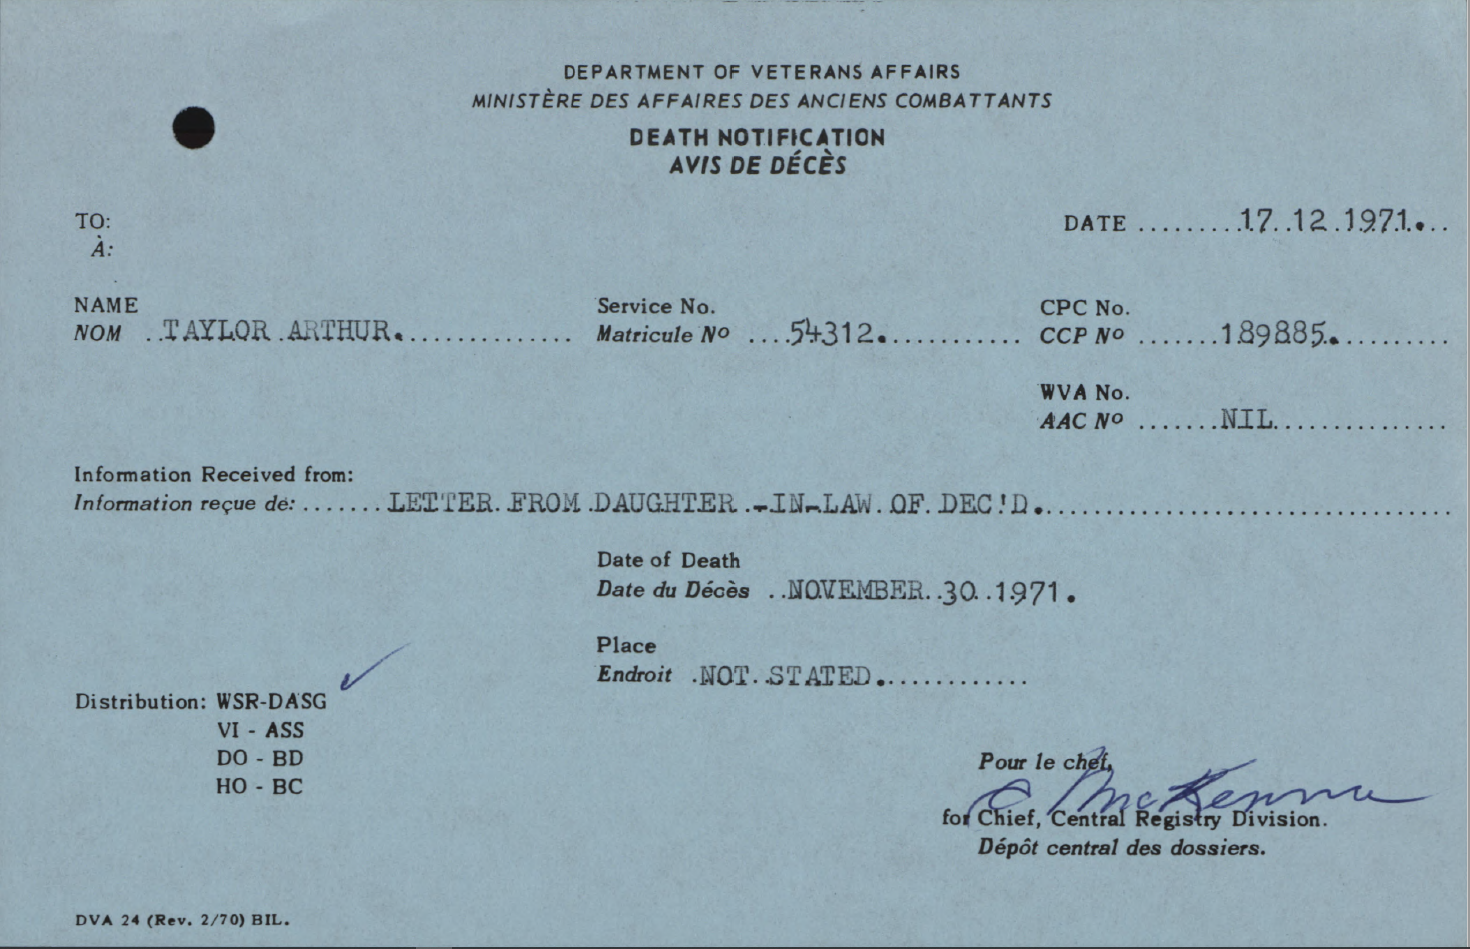 DEPARTMENT OF VETERANS AFFAIRS
MINISTÈRE DES AFFAIRES DES ANCIENS COMBATTANTS
DEATH NOTIFICATION
AVIS DE DÉCÈS
TO:
À:
DATE .........17..12.1971....
NAME
NOM ..TAYLOR.ARTHUR...............
Service No.
Matricule Nº ....54312............
CPC No.
CCP Nº .......189885...........
WVA No.
AAC Nº .......NIL...............
Information Received from:
Information reçue de: .......LETTER.FROM.DAUGHTER.-IN-LAW.OF.DEC'D.................................
Date of Death
Date du Décès ..NOVEMBER..30..1971.
Place
Endroit .NOT..STATED.............
Distribution: WSR-DASG ✓
VI - ASS
DO - BD
HO - BC
Pour le chef,
C McKenna
for Chief, Central Registry Division.
Dépôt central des dossiers.
DVA 24 (Rev. 2/70) BIL.